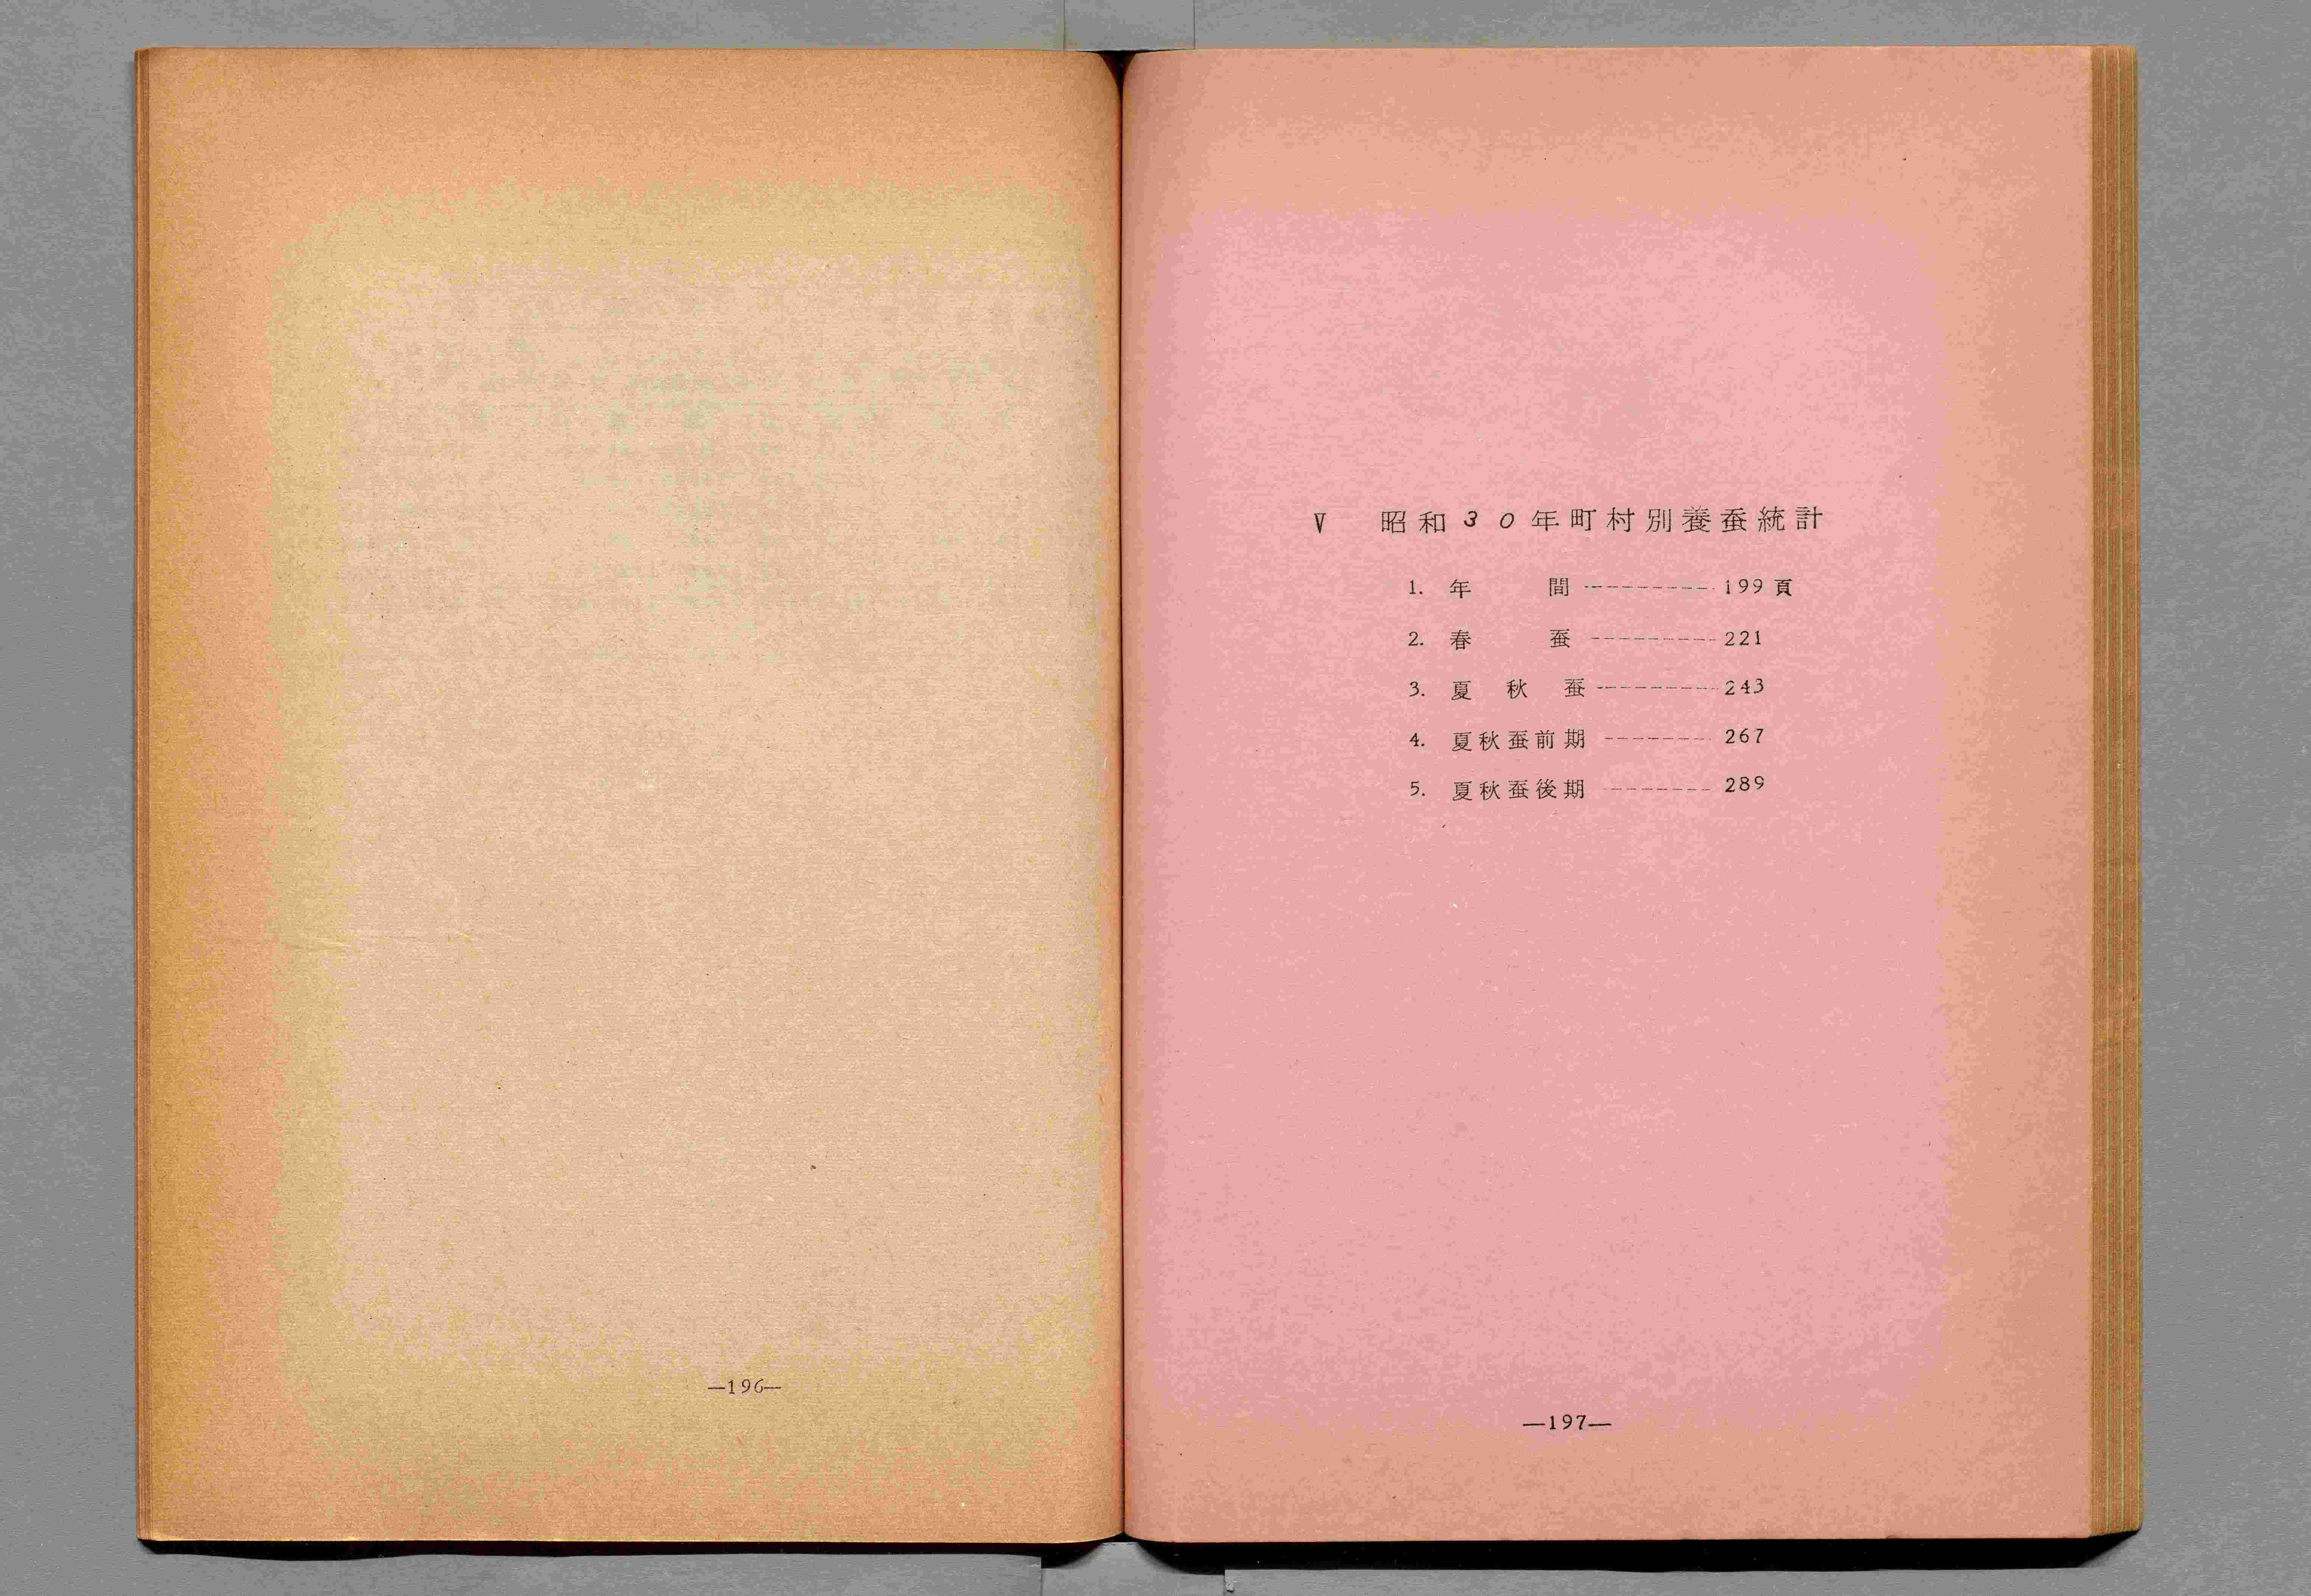 —196—
V 昭和30年町村別養蚕統計
1. 年 間 ---------- 199頁
2. 春 蚕 ---------- 221
3. 夏 秋 蚕 ---------- 243
4. 夏秋蚕前期 -------- 267
5. 夏秋蚕後期 -------- 289
—197—